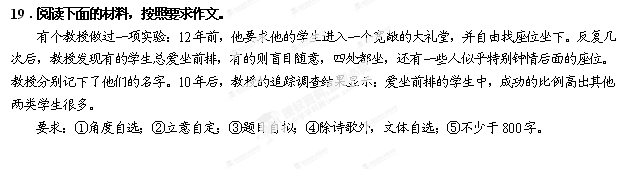 19．阅读下面的材料，按照要求作文。
有个教授做过一项实验：12年前，他要求他的学生进入一个宽敞的大礼堂，并自由找座位坐下。反复几
次后，教授发现有的学生总爱坐前排，有的则盲目随意，四处都坐，还有一些人似乎特别钟情后面的座位。
教授分别记下了他们的名字。10年后，教授的追踪调查结果显示：爱坐前排的学生中，成功的比例高出其他
两类学生很多。
要求：①角度自选；②立意自定；③题目自拟；④除诗歌外，文体自选；⑤不少于800字。